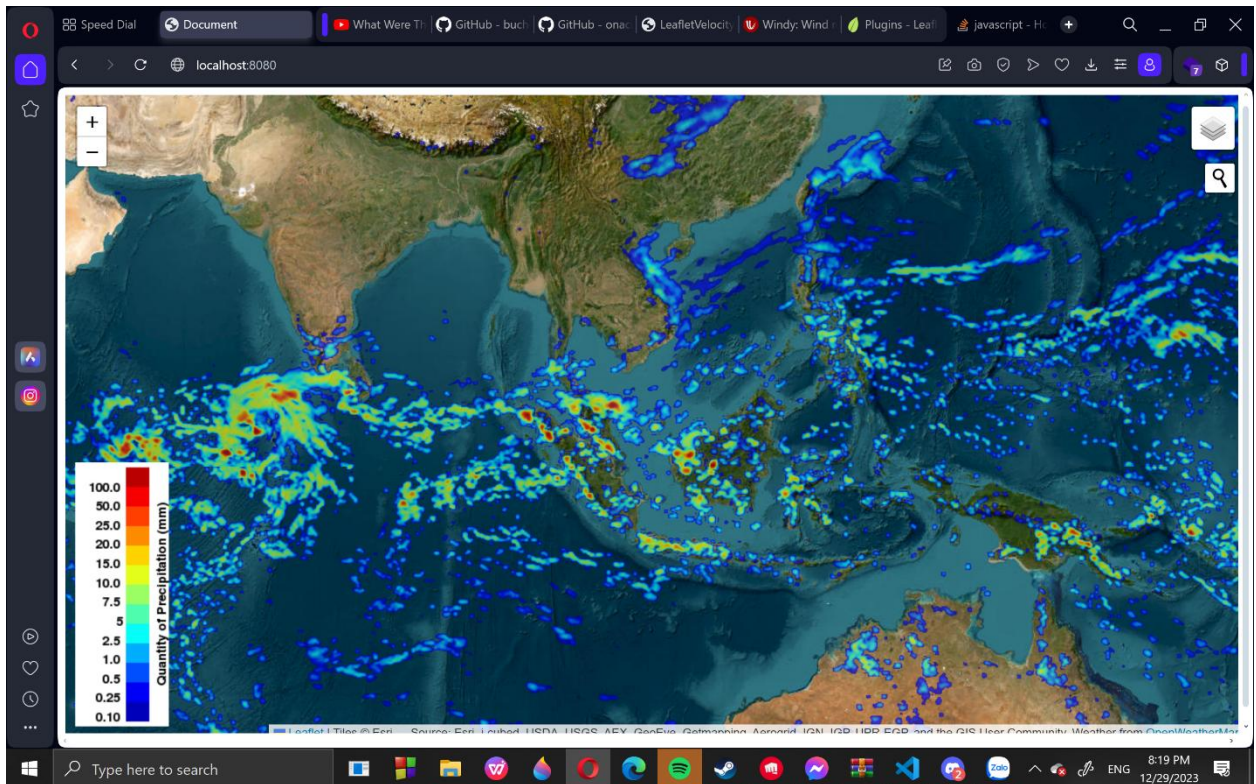 Speed Dial
Document
What Were Th
GitHub - buch
GitHub - onac
LeafletVelocity
Windy: Wind
Plugins - Leafl
javascript - Ho
localhost:8080
7
+
−
100.0
50.0
25.0
20.0
15.0
10.0
7.5
5
2.5
1.0
0.5
0.25
0.10
Quantity of Precipitation (mm)
Leaflet | Tiles © Esri — Source: Esri, i-cubed, USDA, USGS, AEX, GeoEye, Getmapping, Aerogrid, IGN, IGP, UPR-EGP, and the GIS User Community, Weather from OpenWeatherMap
Type here to search
Zalo
ENG
8:19 PM
12/29/2023